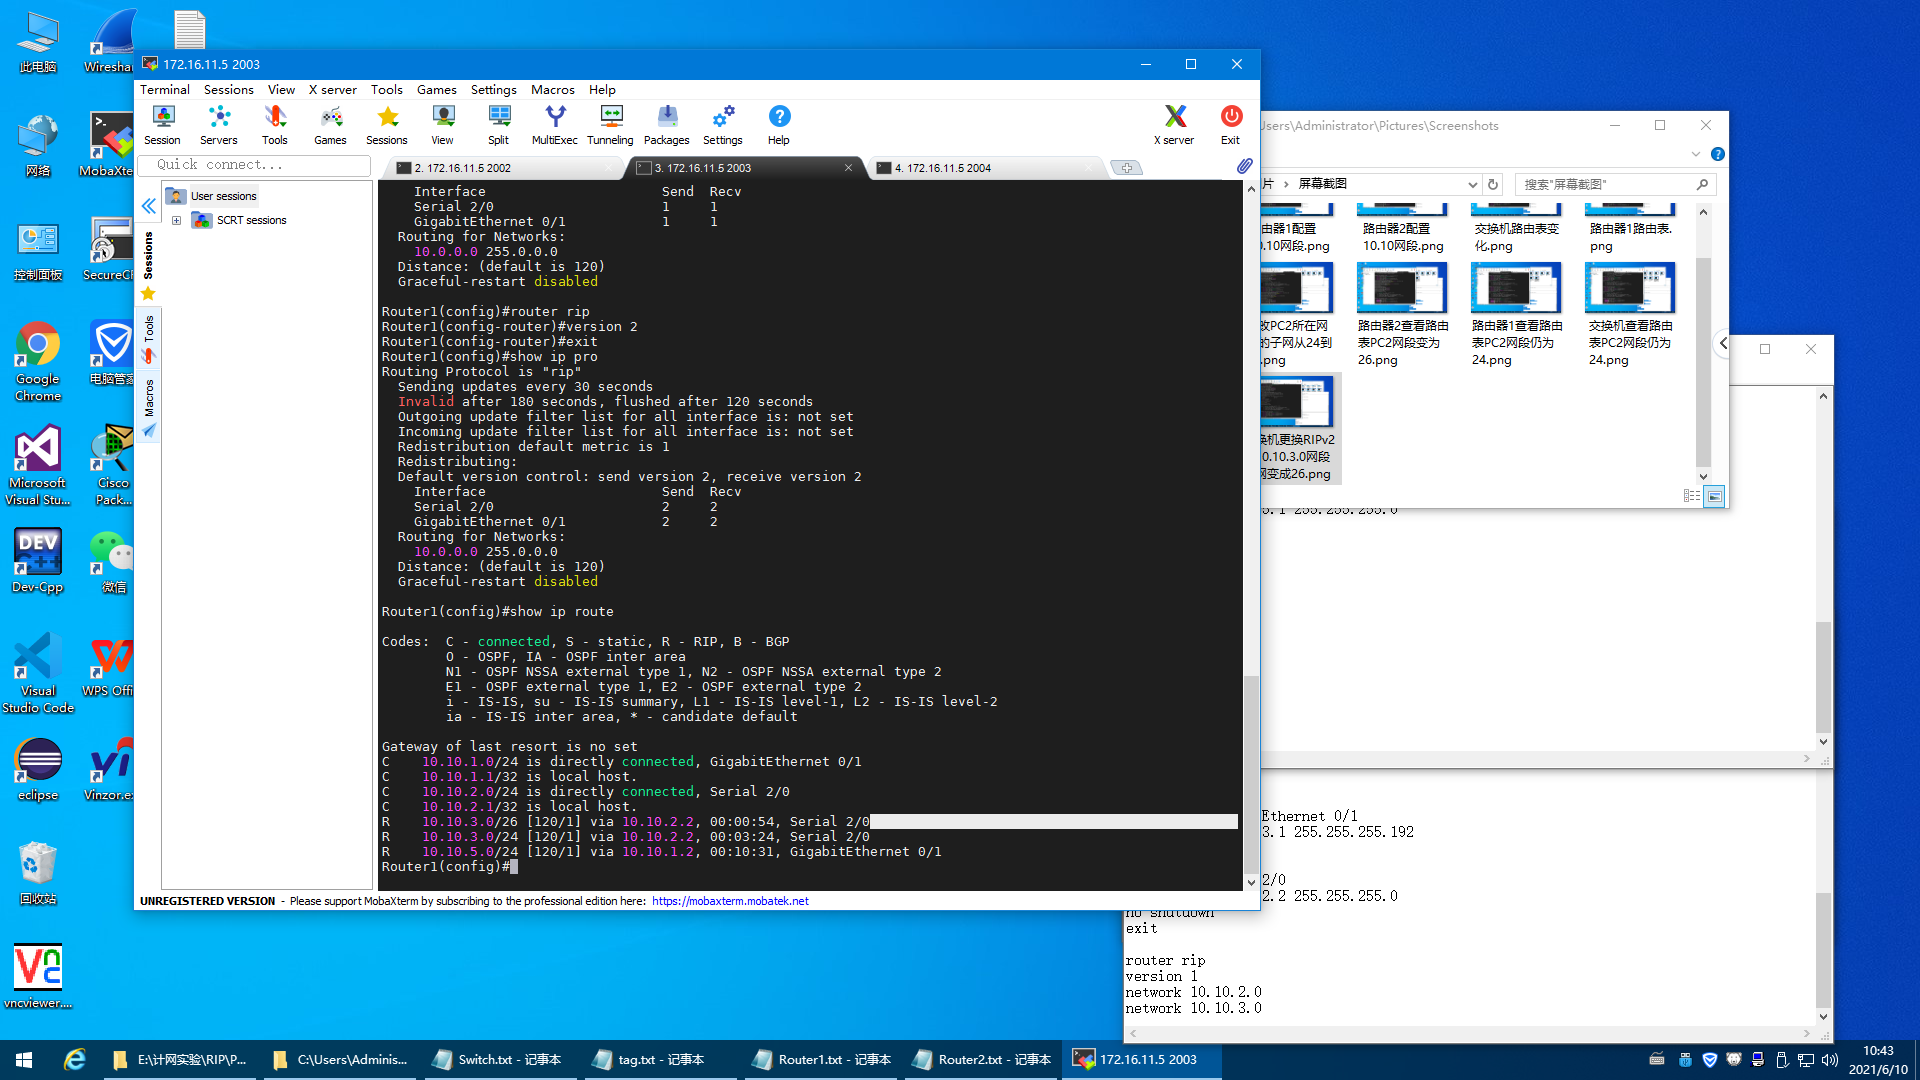 此电脑
Wiresha
网络
MobaXte
控制面板
SecureCR
Google
Chrome
电脑管家
Microsoft
Visual Stu...
Cisco
Pack...
DEV
C++
Dev-Cpp
微信
Visual
Studio Code
WPS Offi
eclipse
Vinzor.ex
回收站
vncviewer....
172.16.11.5 2003
Terminal Sessions View X server Tools Games Settings Macros Help
Session Servers Tools Games Sessions View Split MultiExec Tunneling Packages Settings Help X server Exit
Quick connect...
2. 172.16.11.5 2002
3. 172.16.11.5 2003
4. 172.16.11.5 2004
User sessions
SCRT sessions
Sessions
Tools
Macros
Interface Send Recv
Serial 2/0 1 1
GigabitEthernet 0/1 1 1
Routing for Networks:
10.0.0.0 255.0.0.0
Distance: (default is 120)
Graceful-restart disabled
Router1(config)#router rip
Router1(config-router)#version 2
Router1(config-router)#exit
Router1(config)#show ip pro
Routing Protocol is "rip"
Sending updates every 30 seconds
Invalid after 180 seconds, flushed after 120 seconds
Outgoing update filter list for all interface is: not set
Incoming update filter list for all interface is: not set
Redistribution default metric is 1
Redistributing:
Default version control: send version 2, receive version 2
Interface Send Recv
Serial 2/0 2 2
GigabitEthernet 0/1 2 2
Routing for Networks:
10.0.0.0 255.0.0.0
Distance: (default is 120)
Graceful-restart disabled
Router1(config)#show ip route
Codes: C - connected, S - static, R - RIP, B - BGP
O - OSPF, IA - OSPF inter area
N1 - OSPF NSSA external type 1, N2 - OSPF NSSA external type 2
E1 - OSPF external type 1, E2 - OSPF external type 2
i - IS-IS, su - IS-IS summary, L1 - IS-IS level-1, L2 - IS-IS level-2
ia - IS-IS inter area, * - candidate default
Gateway of last resort is no set
C 10.10.1.0/24 is directly connected, GigabitEthernet 0/1
C 10.10.1.1/32 is local host.
C 10.10.2.0/24 is directly connected, Serial 2/0
C 10.10.2.1/32 is local host.
R 10.10.3.0/26 [120/1] via 10.10.2.2, 00:00:54, Serial 2/0
R 10.10.3.0/24 [120/1] via 10.10.2.2, 00:03:24, Serial 2/0
R 10.10.5.0/24 [120/1] via 10.10.1.2, 00:10:31, GigabitEthernet 0/1
Router1(config)#
UNREGISTERED VERSION - Please support MobaXterm by subscribing to the professional edition here: https://mobaxterm.mobatek.net
Users\Administrator\Pictures\Screenshots
片 › 屏幕截图
搜索"屏幕截图"
由器1配置
0.10网段.png
路由器2配置
10.10网段.png
交换机路由表变
化.png
路由器1路由表.
png
改PC2所在网
的子网从24到
.png
路由器2查看路由
表PC2网段变为
26.png
路由器1查看路由
表PC2网段仍为
24.png
交换机查看路由
表PC2网段仍为
24.png
换机更换RIPv2
0.10.3.0网段
网变成26.png
5.1 255.255.255.0
Ethernet 0/1
3.1 255.255.255.192
2/0
2.2 255.255.255.0
no shutdown
exit
router rip
version 1
network 10.10.2.0
network 10.10.3.0
E:\计网实验\RIP\P...
C:\Users\Adminis...
Switch.txt - 记事本
tag.txt - 记事本
Router1.txt - 记事本
Router2.txt - 记事本
172.16.11.5 2003
10:43
2021/6/10